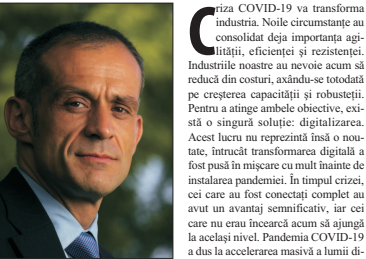 Criza COVID-19 va transforma
industria. Noile circumstanțe au
consolidat deja importanța agi-
lității, eficienței și rezistenței.
Industriile noastre au nevoie acum să
reducă din costuri, axându-se totodată
pe creșterea capacității și robusteții.
Pentru a atinge ambele obiective, exi-
stă o singură soluție: digitalizarea.
Acest lucru nu reprezintă însă o nou-
tate, întrucât transformarea digitală a
fost pusă în mișcare cu mult înainte de
instalarea pandemiei. În timpul crizei,
cei care au fost conectați complet au
avut un avantaj semnificativ, iar cei
care nu erau încearcă acum să ajungă
la același nivel. Pandemia COVID-19
a dus la accelerarea masivă a lumii di-